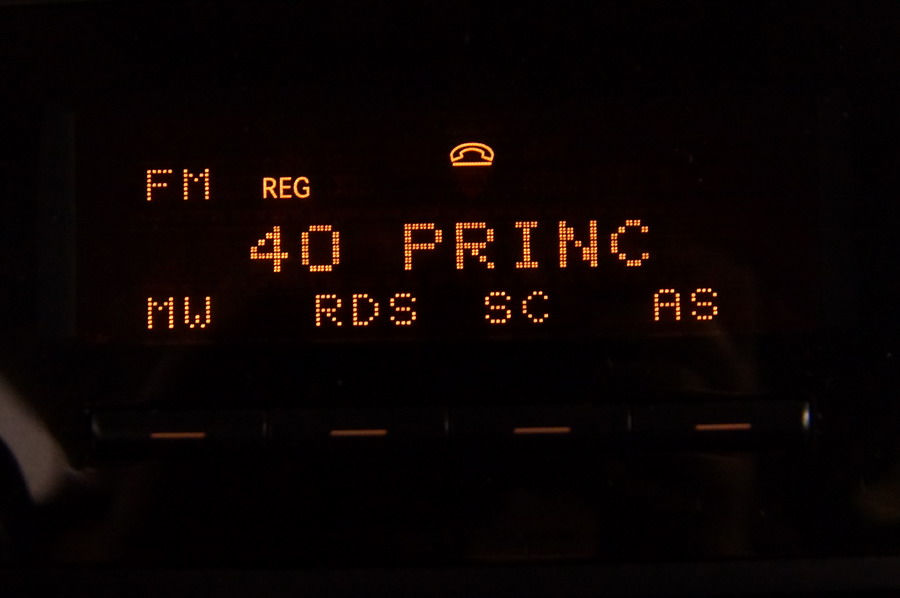 FM REG
40 PRINC
MW RDS SC AS